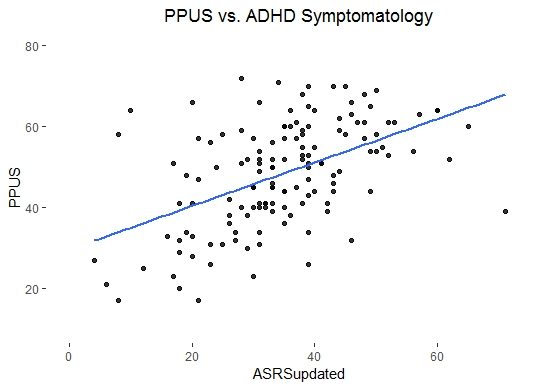 PPUS vs. ADHD Symptomatology
80
60
40
20
PPUS
0 20 40 60
ASRSupdated